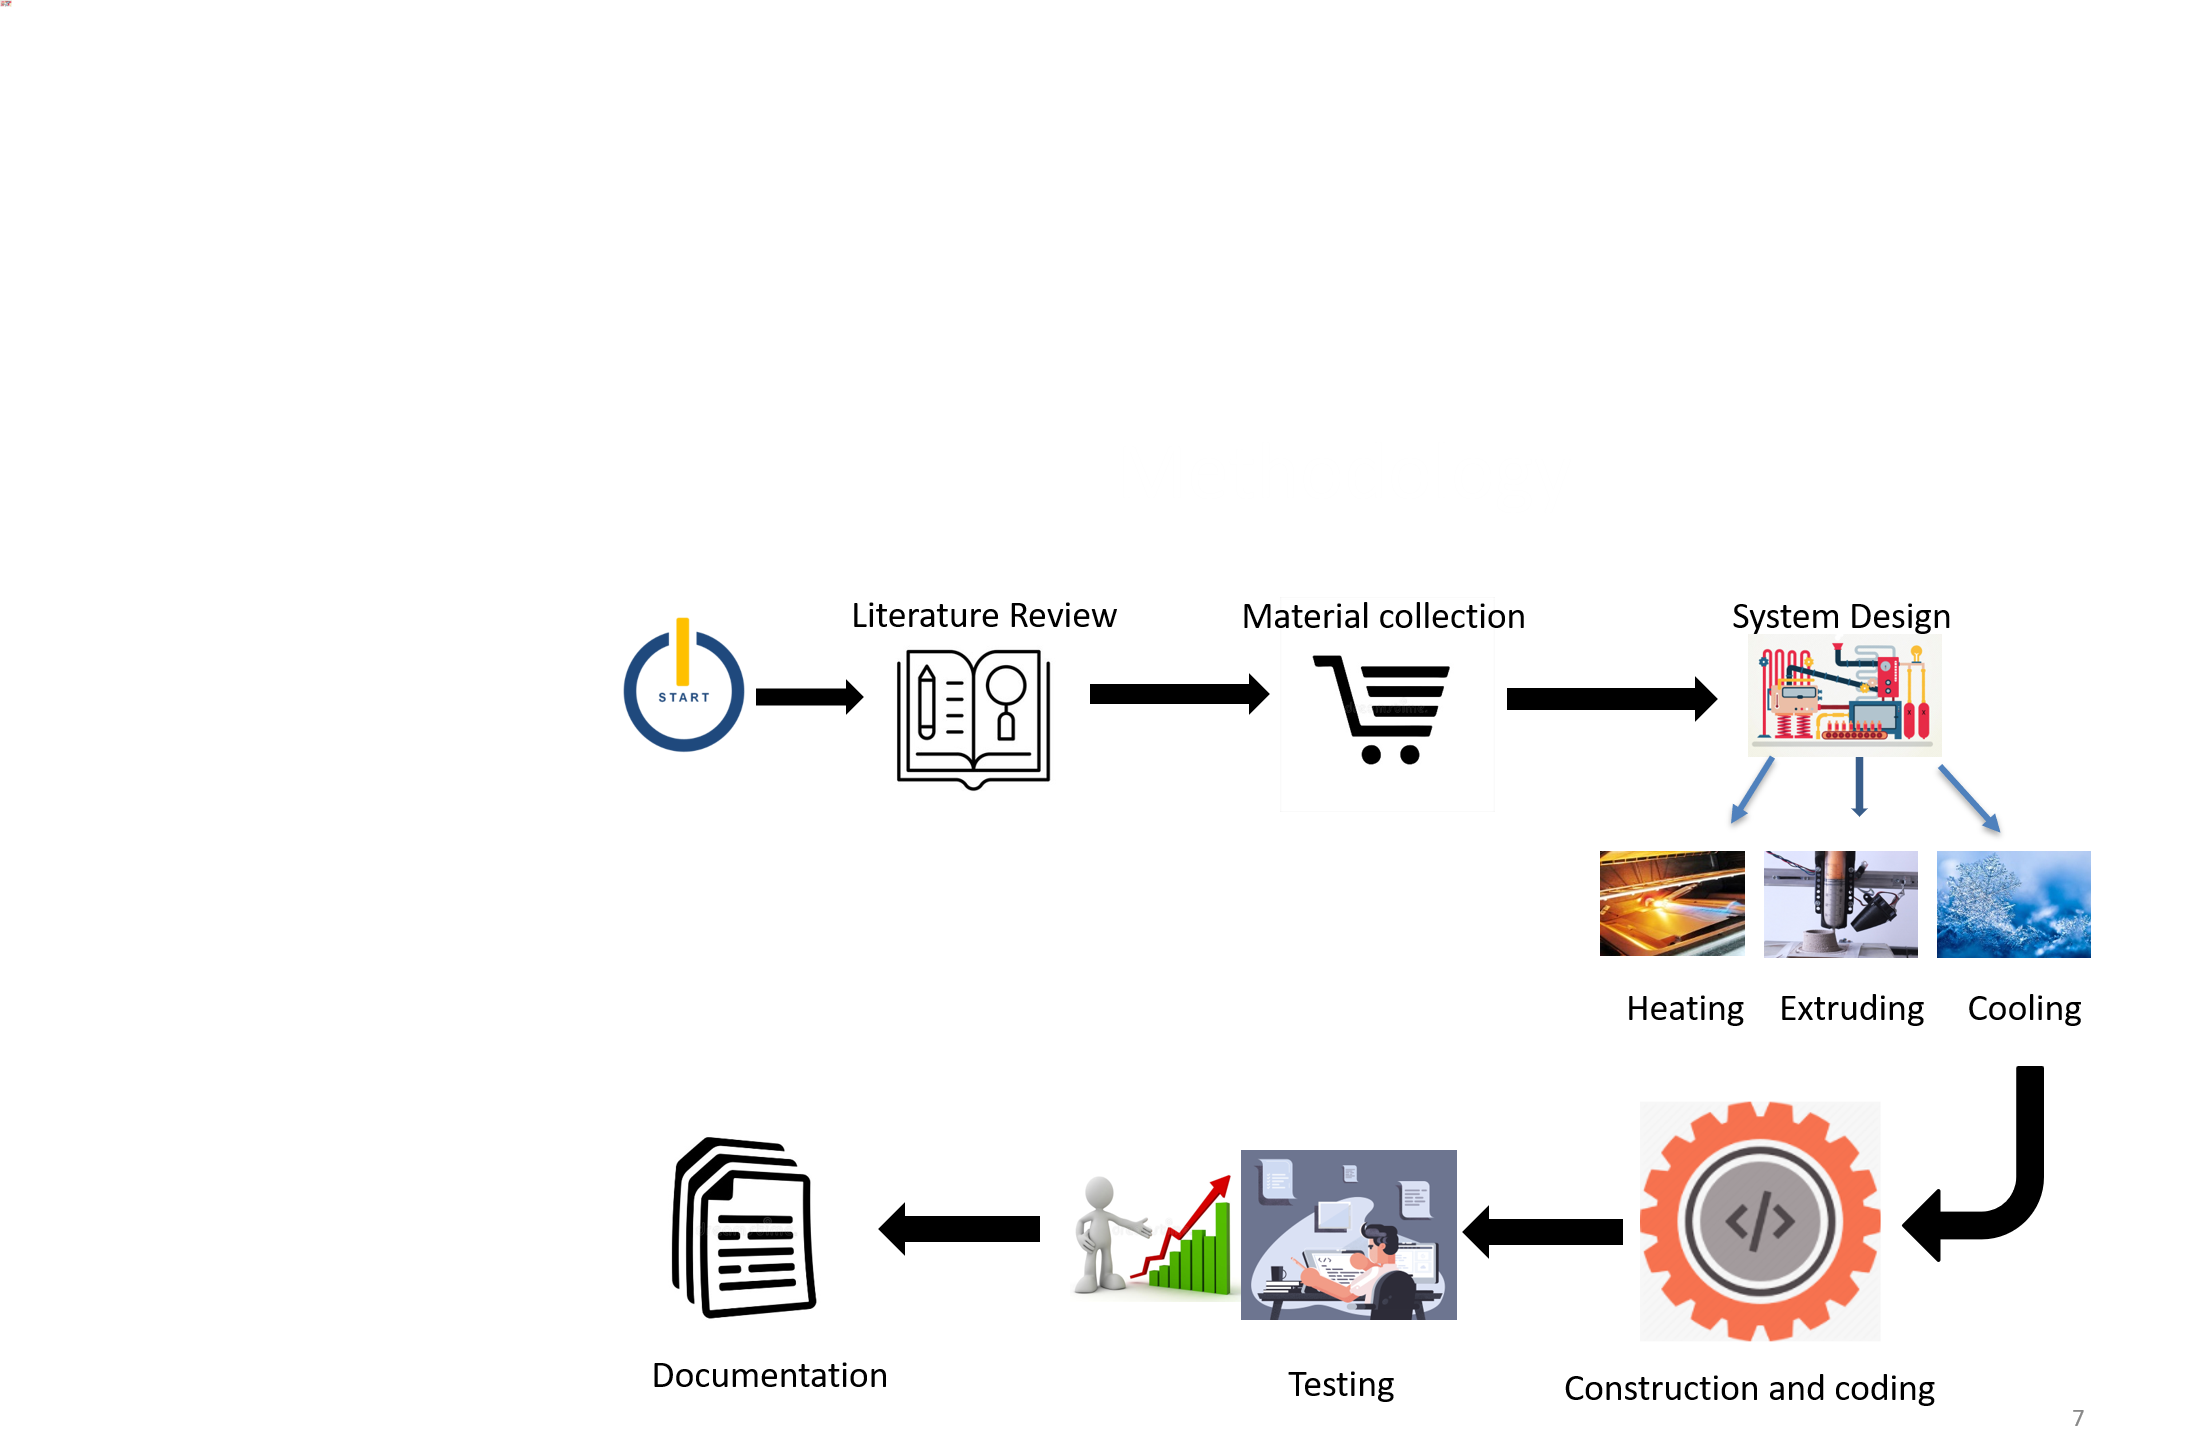 Literature Review
Material collection
System Design
START
Heating
Extruding
Cooling
</>
Documentation
Testing
Construction and coding
7